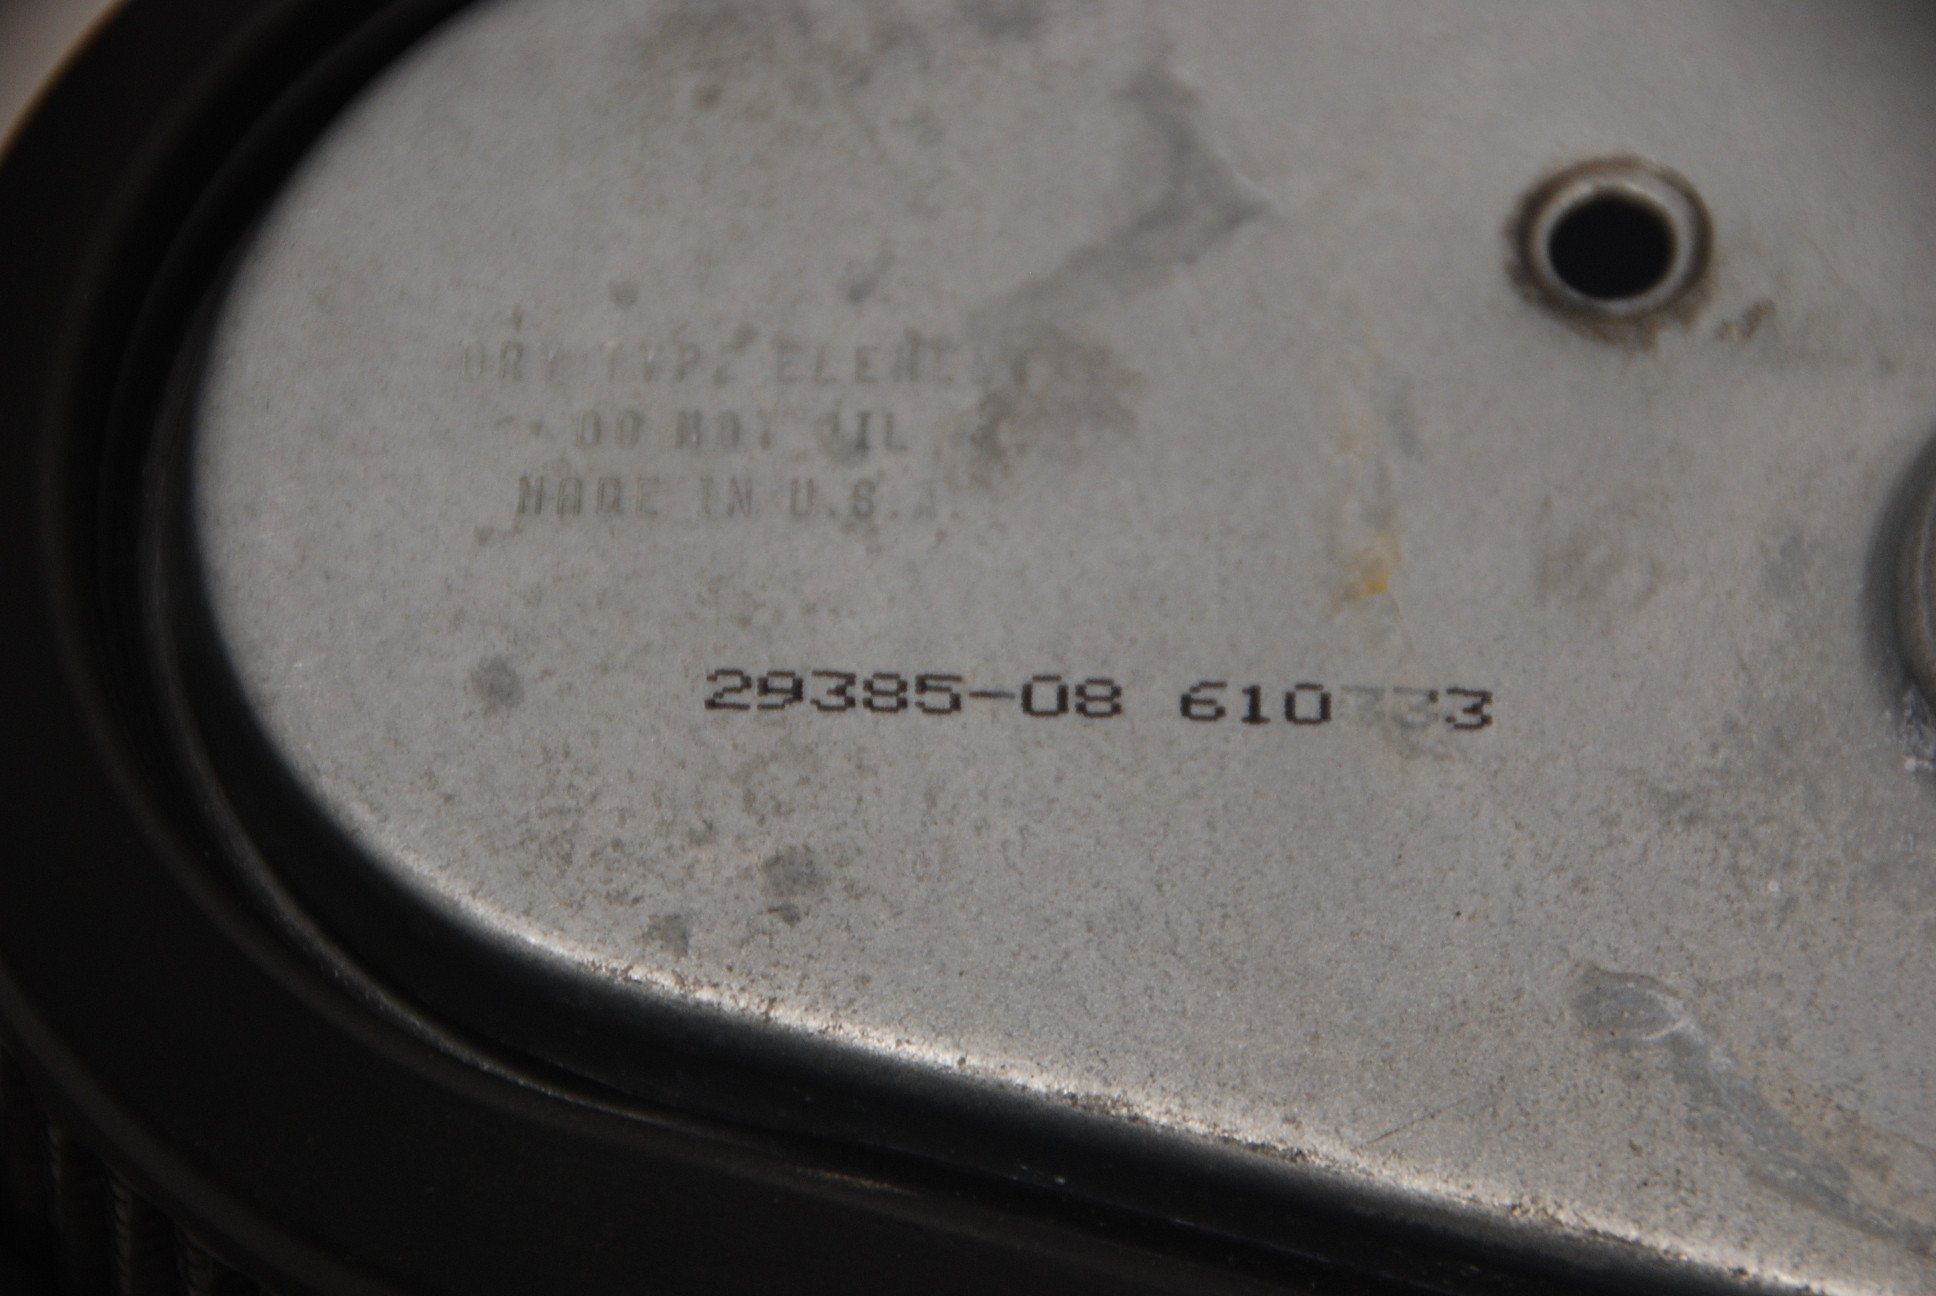 DRY TYPE ELEMENT
DO NOT OIL
MADE IN U.S.A.
29385-08